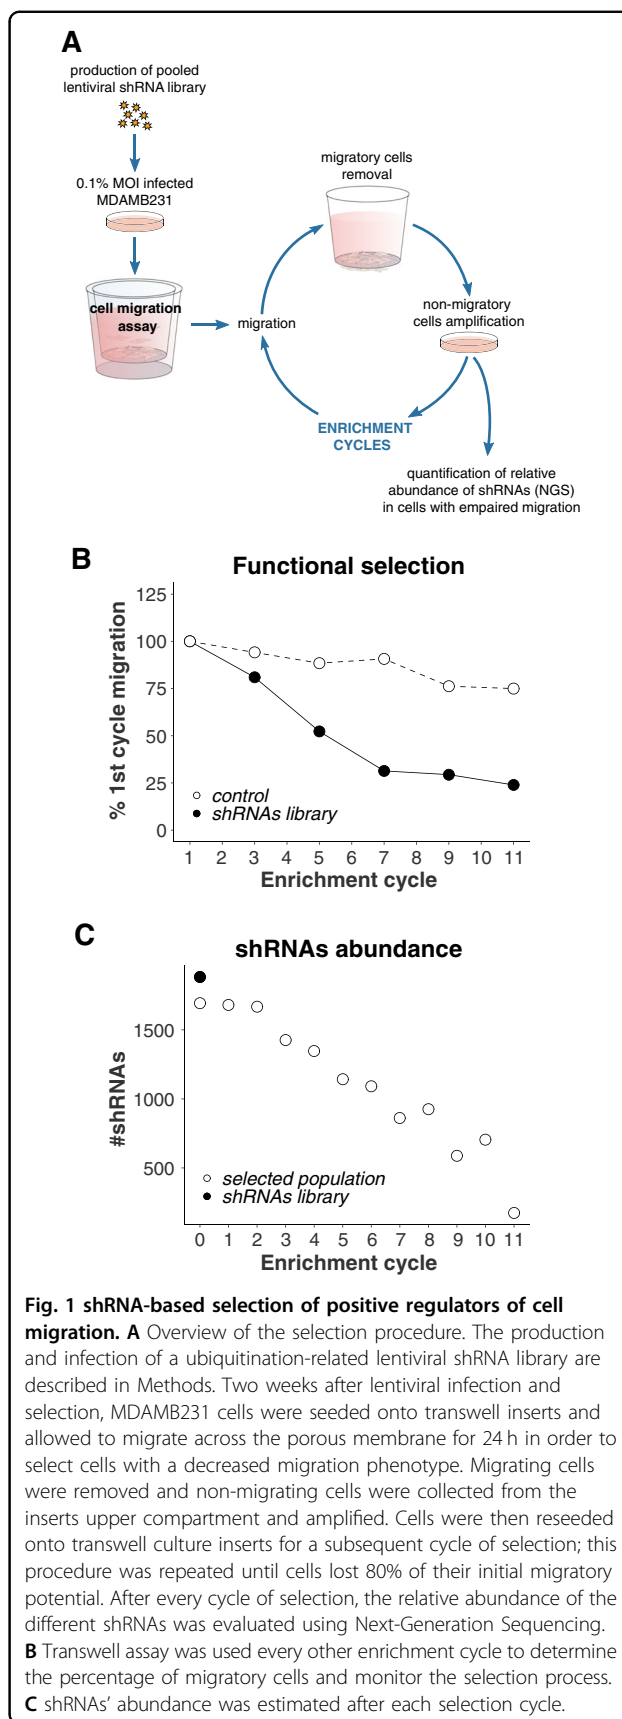 A
production of pooled
lentiviral shRNA library
0.1% MOI infected
MDAMB231
cell migration
assay
migration
migratory cells
removal
non-migratory
cells amplification
ENRICHMENT
CYCLES
quantification of relative
abundance of shRNAs (NGS)
in cells with empaired migration
B
Functional selection
% 1st cycle migration
125
100
75
50
25
0
control
shRNAs library
1 2 3 4 5 6 7 8 9 10 11
Enrichment cycle
C
shRNAs abundance
#shRNAs
1500
1000
500
selected population
shRNAs library
0 1 2 3 4 5 6 7 8 9 10 11
Enrichment cycle
Fig. 1 shRNA-based selection of positive regulators of cell
migration. A Overview of the selection procedure. The production
and infection of a ubiquitination-related lentiviral shRNA library are
described in Methods. Two weeks after lentiviral infection and
selection, MDAMB231 cells were seeded onto transwell inserts and
allowed to migrate across the porous membrane for 24 h in order to
select cells with a decreased migration phenotype. Migrating cells
were removed and non-migrating cells were collected from the
inserts upper compartment and amplified. Cells were then reseeded
onto transwell culture inserts for a subsequent cycle of selection; this
procedure was repeated until cells lost 80% of their initial migratory
potential. After every cycle of selection, the relative abundance of the
different shRNAs was evaluated using Next-Generation Sequencing.
B Transwell assay was used every other enrichment cycle to determine
the percentage of migratory cells and monitor the selection process.
C shRNAs' abundance was estimated after each selection cycle.